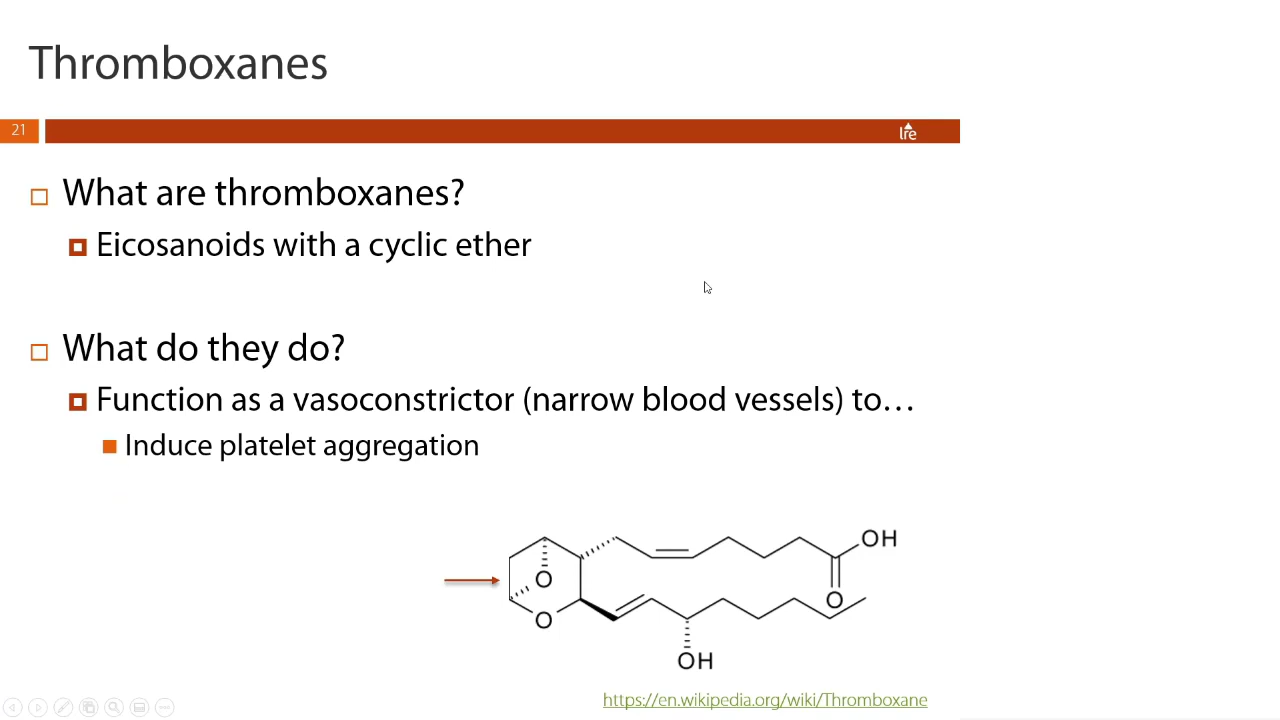 Thromboxanes
21
lre
What are thromboxanes?
Eicosanoids with a cyclic ether
What do they do?
Function as a vasoconstrictor (narrow blood vessels) to…
Induce platelet aggregation
OH
O
O
O
OH
https://en.wikipedia.org/wiki/Thromboxane